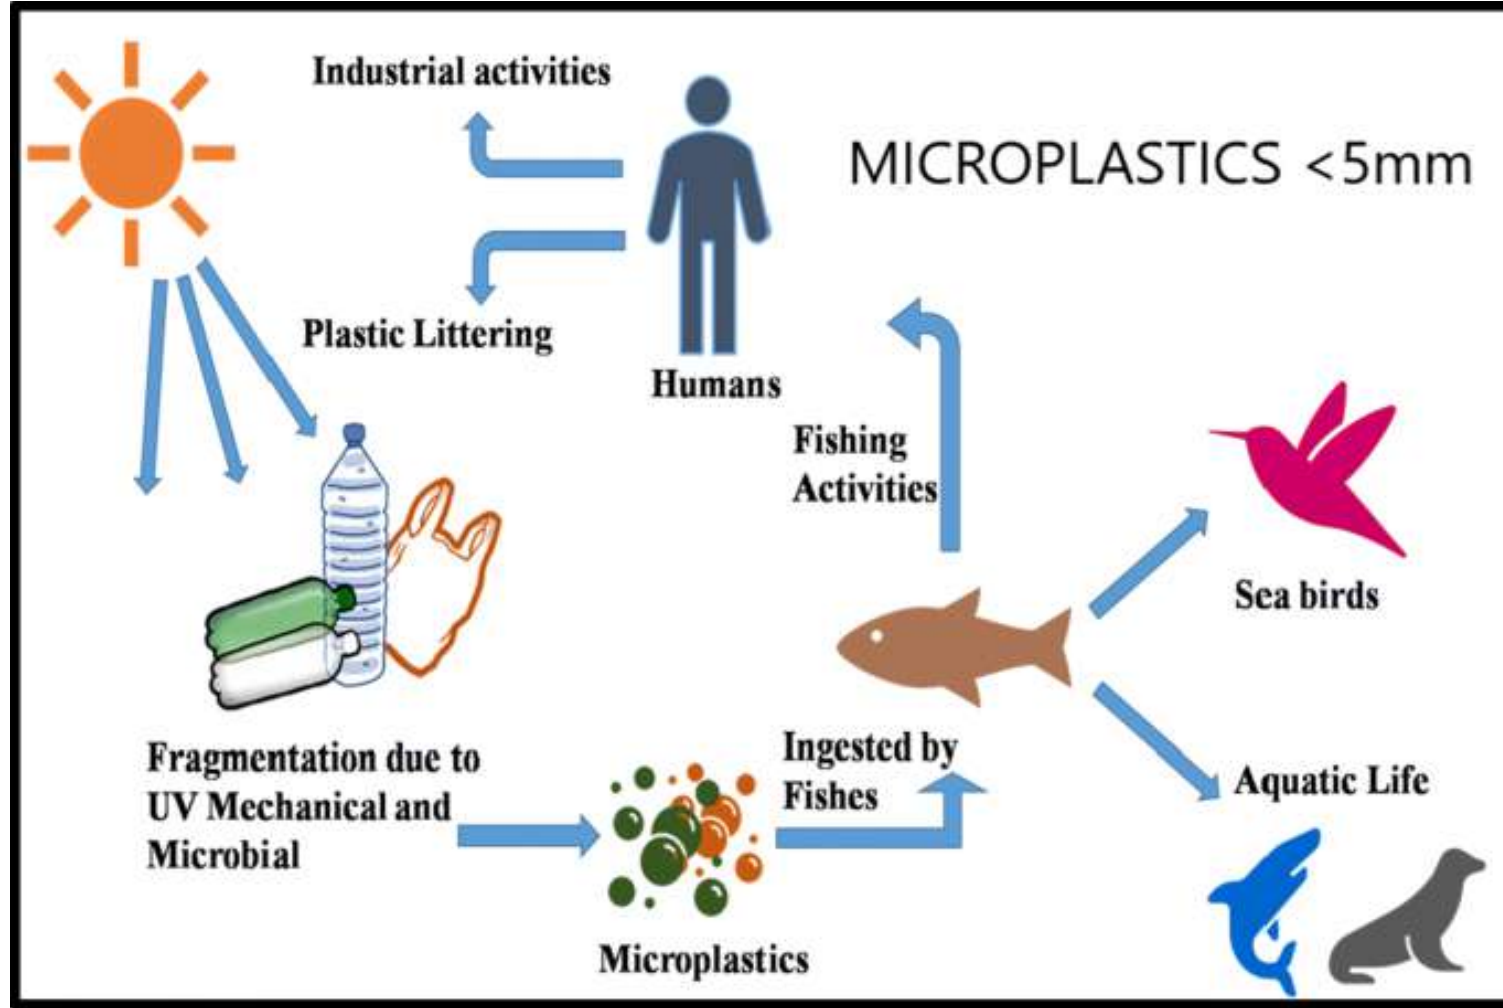 Industrial activities
MICROPLASTICS <5mm
Plastic Littering
Humans
Fishing
Activities
Sea birds
Fragmentation due to
UV Mechanical and
Microbial
Ingested by
Fishes
Aquatic Life
Microplastics